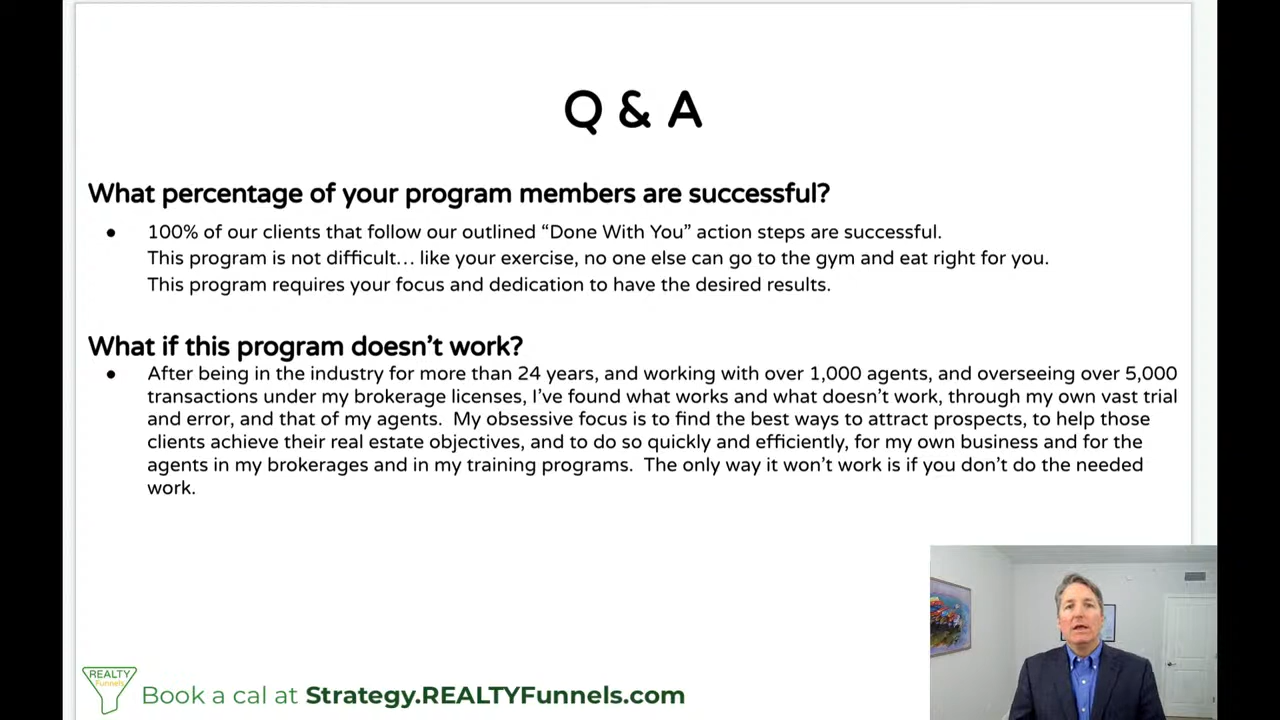 Q & A
What percentage of your program members are successful?
● 100% of our clients that follow our outlined “Done With You” action steps are successful.
This program is not difficult... like your exercise, no one else can go to the gym and eat right for you.
This program requires your focus and dedication to have the desired results.
What if this program doesn’t work?
● After being in the industry for more than 24 years, and working with over 1,000 agents, and overseeing over 5,000
transactions under my brokerage licenses, I’ve found what works and what doesn’t work, through my own vast trial
and error, and that of my agents.  My obsessive focus is to find the best ways to attract prospects, to help those
clients achieve their real estate objectives, and to do so quickly and efficiently, for my own business and for the
agents in my brokerages and in my training programs.  The only way it won’t work is if you don’t do the needed
work.
REALTY
Funnels
Book a cal at Strategy.REALTYFunnels.com